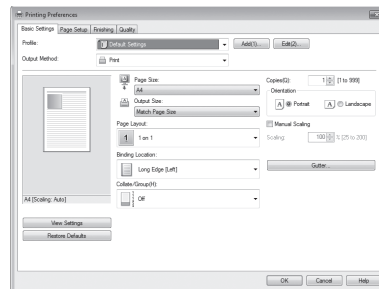 Printing Preferences
Basic Settings Page Setup Finishing Quality
Profile: Default Settings Add(1)... Edit(2)...
Output Method: Print
Page Size: Copies(Q): 1 [1 to 999]
A4 Orientation
Output Size: A Portrait A Landscape
Match Page Size
Page Layout: Manual Scaling
1 1 on 1 Scaling: 100 % [25 to 200]
Binding Location:
Long Edge [Left] Gutter...
Collate/Group(H):
Off
A4 [Scaling: Auto]
View Settings
Restore Defaults
OK Cancel Help